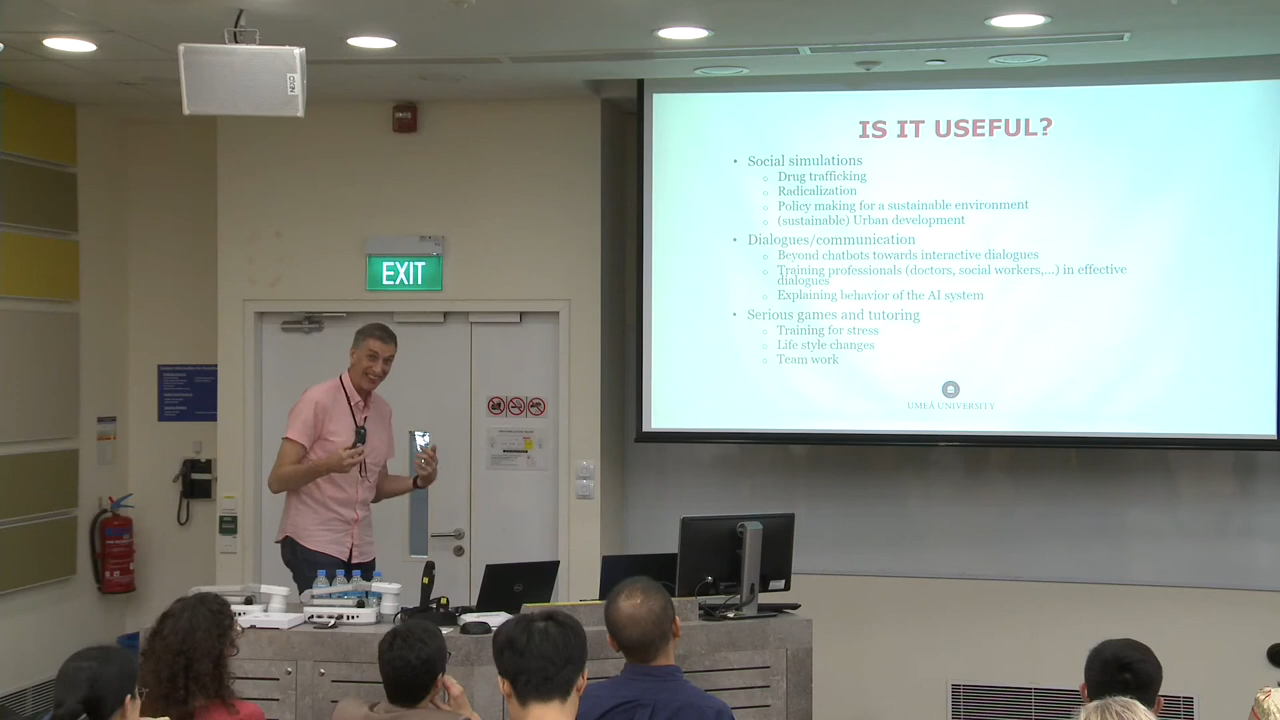 IS IT USEFUL?
• Social simulations
o Drug trafficking
o Radicalization
o Policy making for a sustainable environment
o (sustainable) Urban development
• Dialogues/communication
o Beyond chatbots towards interactive dialogues
o Training professionals (doctors, social workers,...) in effective
dialogues
o Explaining behavior of the AI system
• Serious games and tutoring
o Training for stress
o Life style changes
o Team work
UMEÅ UNIVERSITY
EXIT